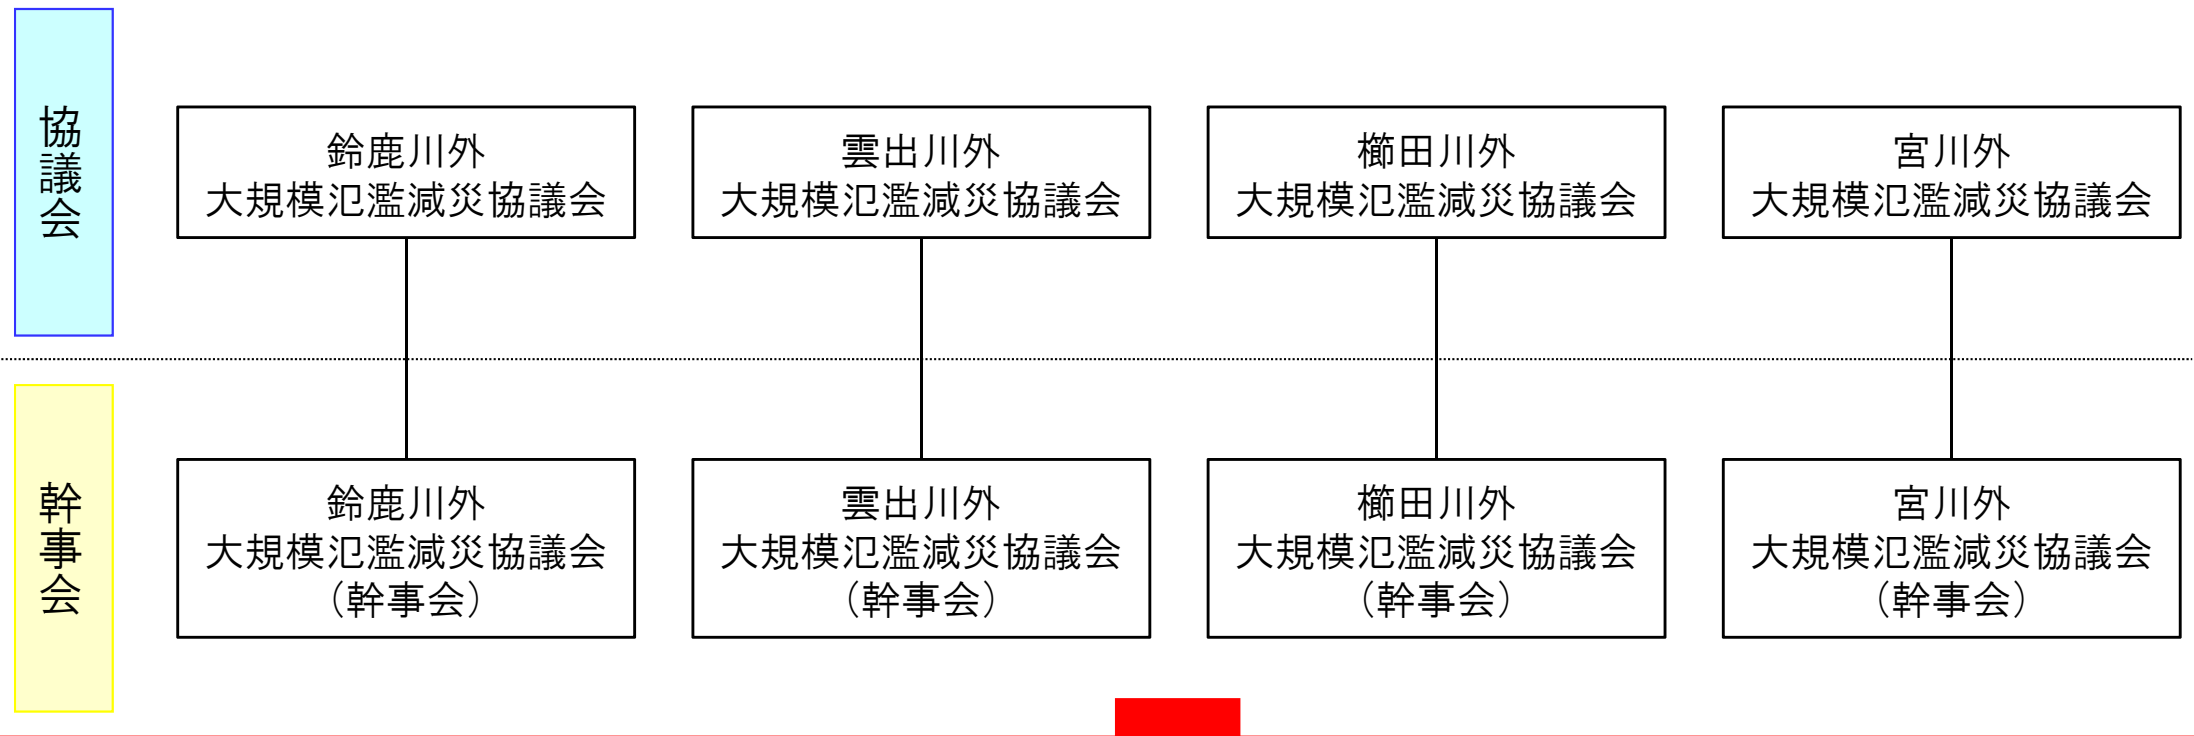 協議会
鈴鹿川外
大規模氾濫減災協議会
雲出川外
大規模氾濫減災協議会
櫛田川外
大規模氾濫減災協議会
宮川外
大規模氾濫減災協議会
幹事会
鈴鹿川外
大規模氾濫減災協議会
（幹事会）
雲出川外
大規模氾濫減災協議会
（幹事会）
櫛田川外
大規模氾濫減災協議会
（幹事会）
宮川外
大規模氾濫減災協議会
（幹事会）